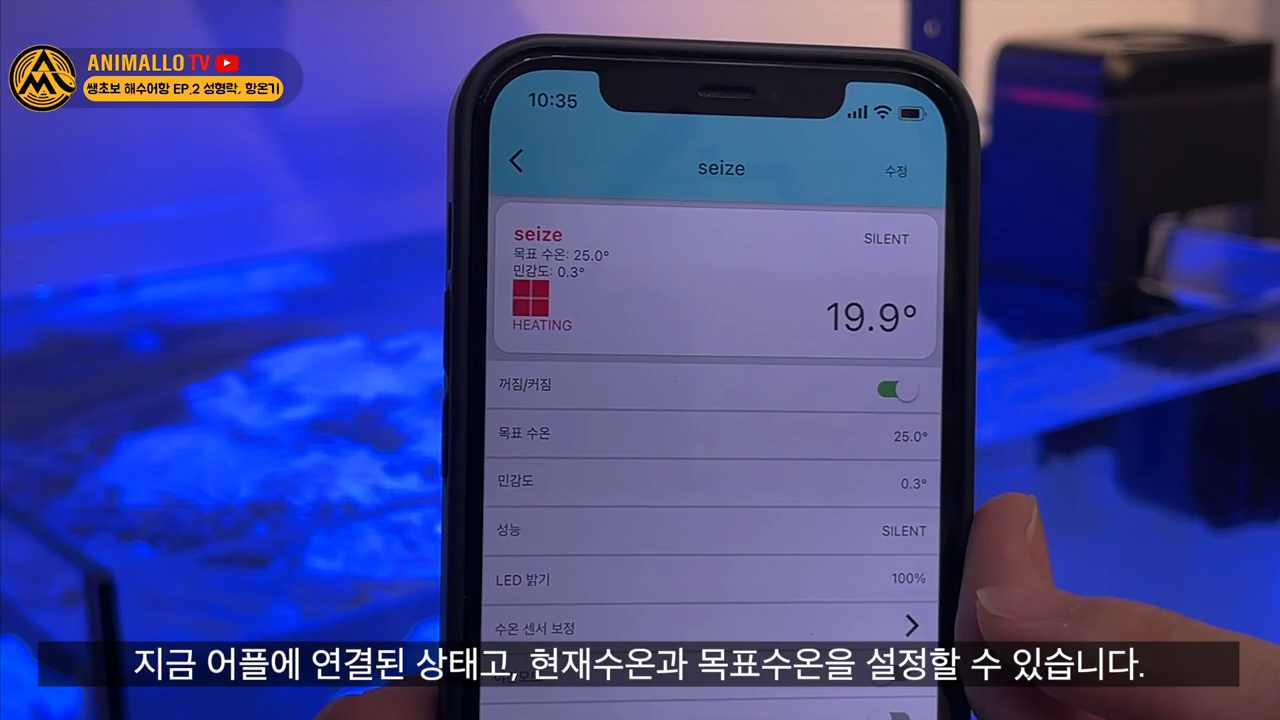 ANIMALLO TV
쌩초보 해수어항 EP.2 성형락, 항온기
10:35
seize
수정
seize
SILENT
목표 수온: 25.0°
민감도: 0.3°
HEATING
19.9°
꺼짐/켜짐
목표 수온
25.0°
민감도
0.3°
성능
SILENT
LED 밝기
100%
수온 센서 보정
지금 어플에 연결된 상태고, 현재수온과 목표수온을 설정할 수 있습니다.